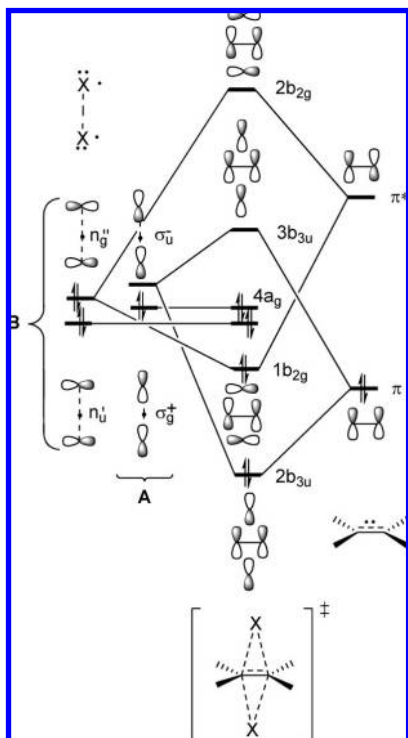 2b2g
Ẍ·
Ẍ·
π*
B
n''g
σ-u
3b3u
4ag
1b2g
n'u
σ+g
π
A
2b3u
‡
X
X